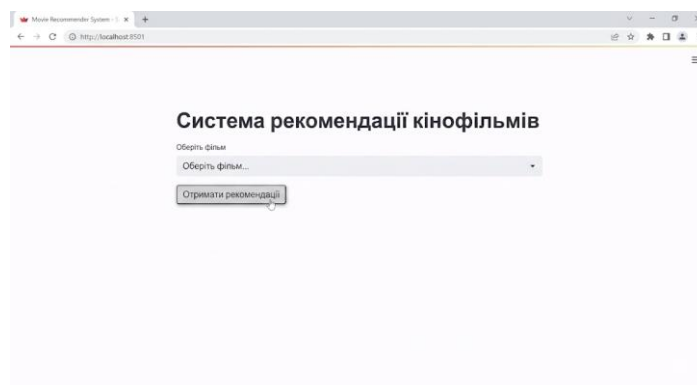 Movie Recommender System - S
http://localhost:8501
Система рекомендації кінофільмів
Оберіть фільм
Оберіть фільм...
Отримати рекомендації